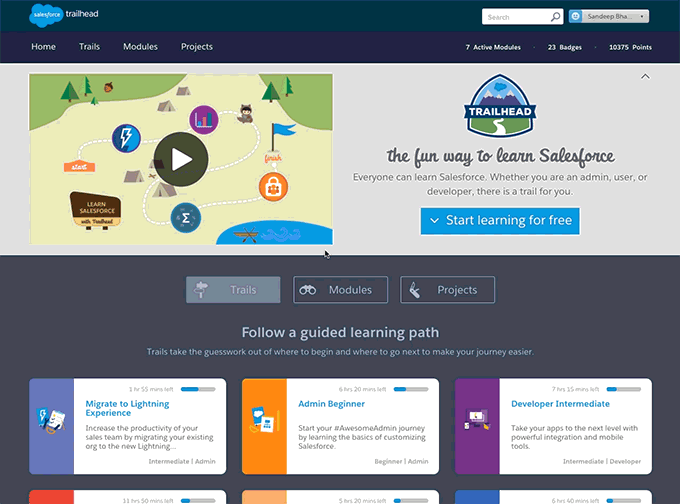 salesforce trailhead
Search
Sandeep Bha...
Home Trails Modules Projects
7 Active Modules · 23 Badges · 10375 Points
start
finish
LEARN
SALESFORCE
with Trailhead
Σ
TRAILHEAD
the fun way to learn Salesforce
Everyone can learn Salesforce. Whether you are an admin, user, or
developer, there is a trail for you.
Start learning for free
Trails Modules Projects
Follow a guided learning path
Trails take the guesswork out of where to begin and where to go next to make your journey easier.
1 hr 55 mins left
Migrate to Lightning
Experience
Increase the productivity of your
sales team by migrating your existing
org to the new Lightning...
Intermediate | Admin
6 hrs 20 mins left
Admin Beginner
Start your #AwesomeAdmin journey
by learning the basics of customizing
Salesforce.
Beginner | Admin
7 hrs 15 mins left
Developer Intermediate
Take your apps to the next level with
powerful integration and mobile
tools.
Intermediate | Developer
11 hrs 50 mins left
5 hrs 20 mins left
6 hrs 40 mins left